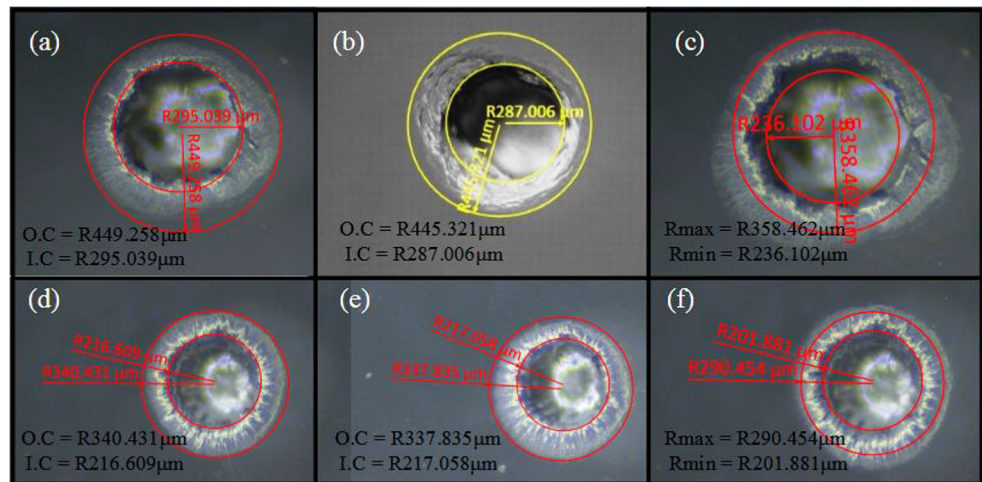 (a)
R295.039 µm
R449.258 µm
O.C = R449.258µm
I.C = R295.039µm
(b)
R287.006 µm
R445.321 µm
O.C = R445.321µm
I.C = R287.006µm
(c)
R236.102 µm
R358.462 µm
Rmax = R358.462µm
Rmin = R236.102µm
(d)
R216.609 µm
R340.431 µm
O.C = R340.431µm
I.C = R216.609µm
(e)
R217.058 µm
R337.835 µm
O.C = R337.835µm
I.C = R217.058µm
(f)
R201.881 µm
R290.454 µm
Rmax = R290.454µm
Rmin = R201.881µm